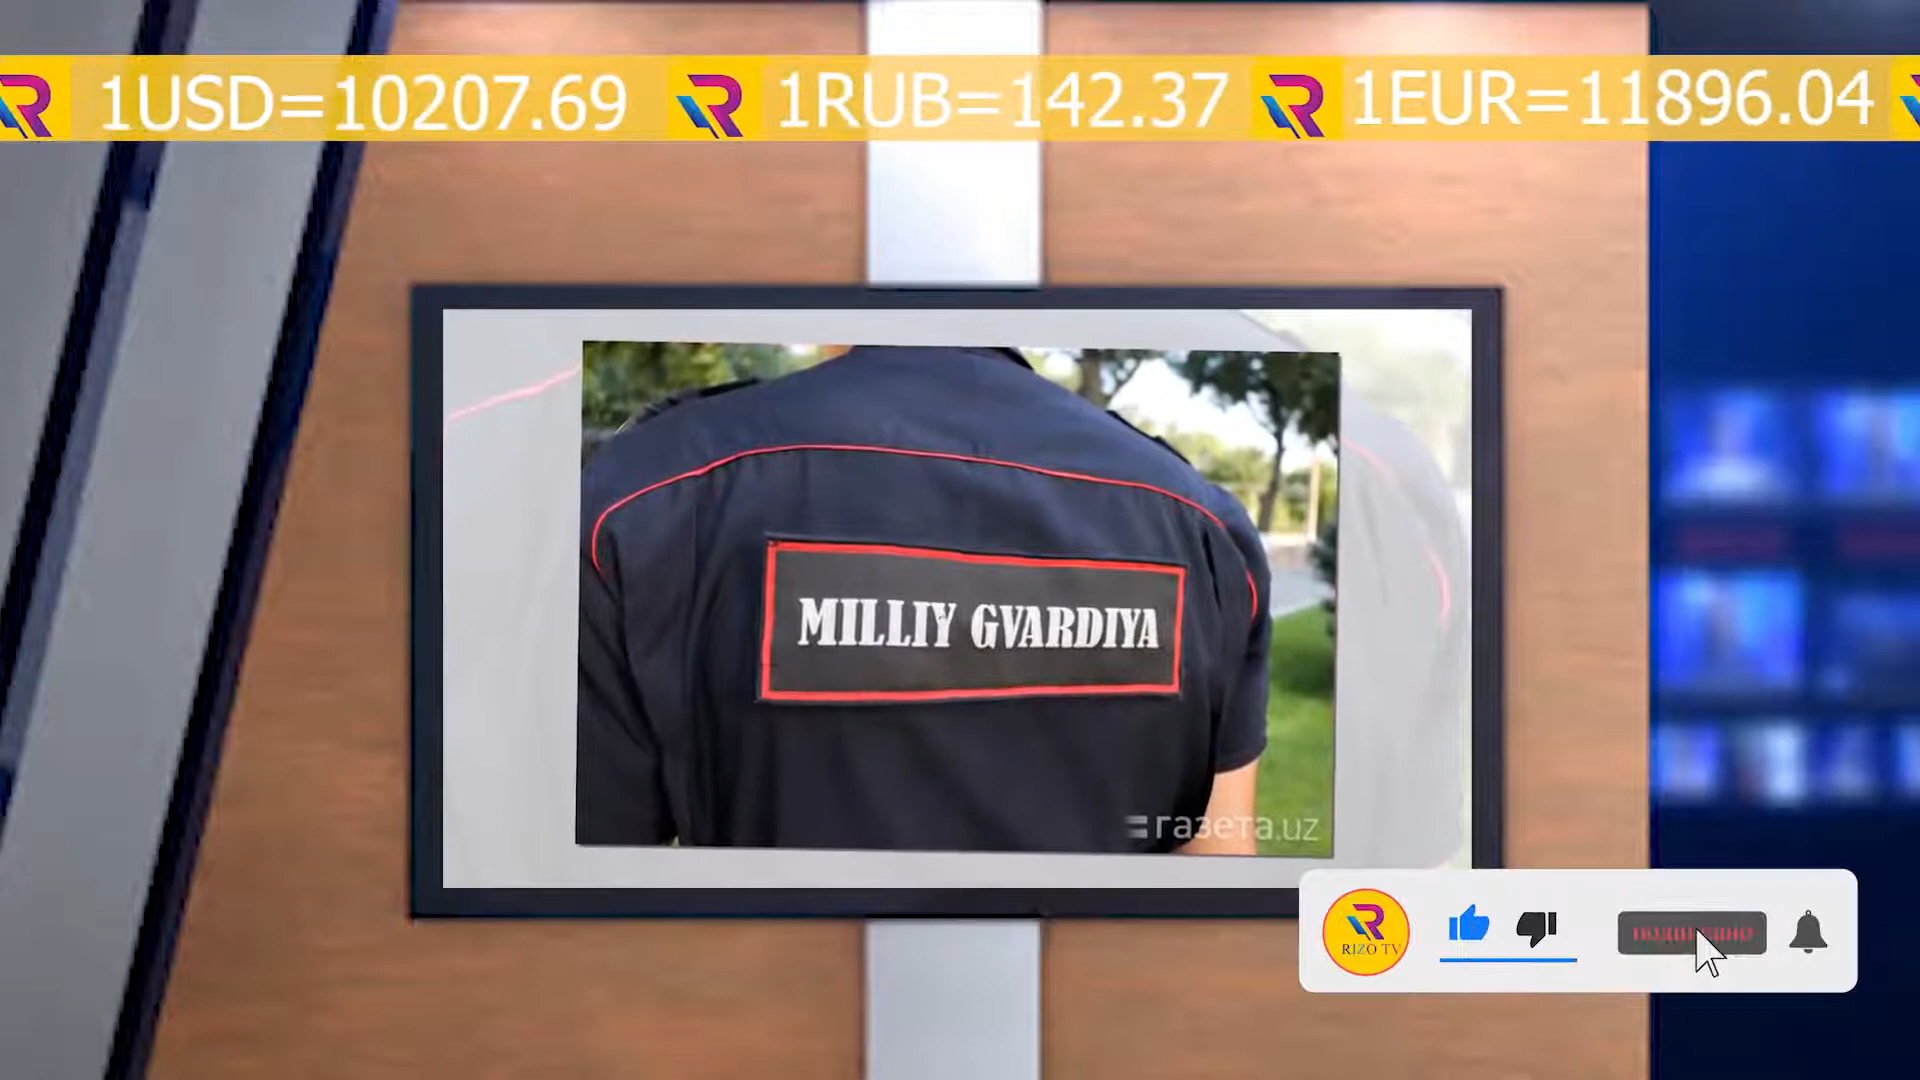 1USD=10207.69 1RUB=142.37 1EUR=11896.04
MILLIY GVARDIYA
газета.uz
RIZO TV